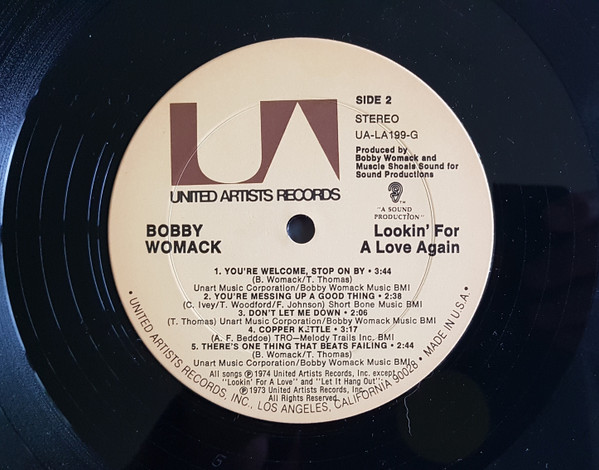 UA
UNITED ARTISTS RECORDS
SIDE 2
STEREO
UA-LA199-G
Produced by
Bobby Womack and
Muscle Shoals Sound for
Sound Productions
"A SOUND
PRODUCTION"
BOBBY
WOMACK
Lookin' For
A Love Again
1. YOU'RE WELCOME, STOP ON BY • 3:44
(B. Womack/T. Thomas)
Unart Music Corporation/Bobby Womack Music BMI
2. YOU'RE MESSING UP A GOOD THING • 2:38
(C. Ivey/T. Woodford/F. Johnson) Short Bone Music BMI
3. DON'T LET ME DOWN • 2:06
(T. Thomas) Unart Music Corporation/Bobby Womack Music BMI
4. COPPER KETTLE • 3:17
(A. F. Beddoe) TRO—Melody Trails Inc. BMI
5. THERE'S ONE THING THAT BEATS FAILING • 2:44
(B. Womack/T. Thomas)
Unart Music Corporation/Bobby Womack Music BMI
All songs ℗ 1974 United Artists Records, Inc. except
"Lookin' For A Love" and "Let It Hang Out"
℗ 1973 United Artists Records, Inc.
All Rights Reserved
• UNITED ARTISTS RECORDS, INC., LOS ANGELES, CALIFORNIA 90028 • MADE IN U.S.A. •